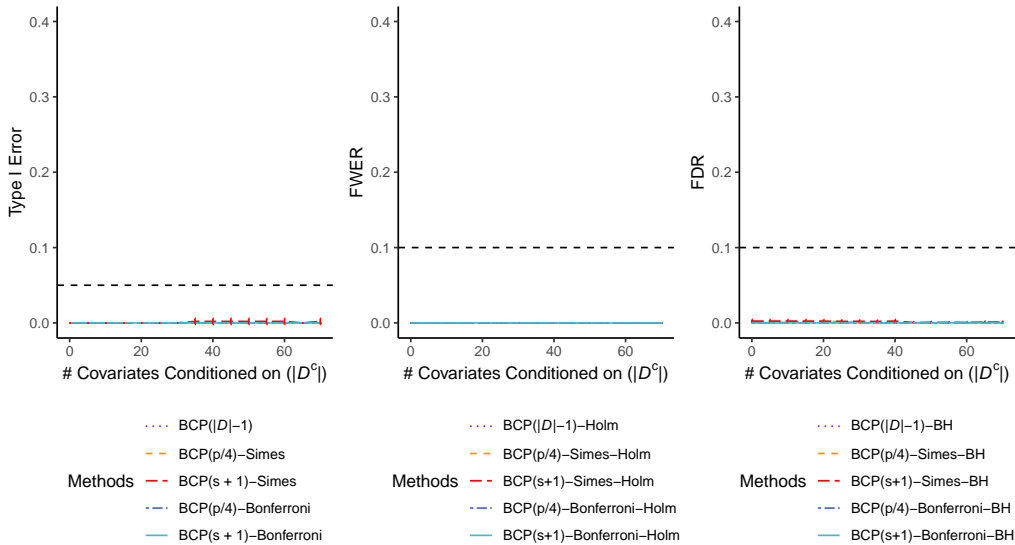 Type I Error
0.4
0.3
0.2
0.1
0.0
0 20 40 60
# Covariates Conditioned on (|Dᶜ|)
Methods
BCP(|D|−1)
BCP(p/4)−Simes
BCP(s + 1)−Simes
BCP(p/4)−Bonferroni
BCP(s + 1)−Bonferroni
FWER
0.4
0.3
0.2
0.1
0.0
0 20 40 60
# Covariates Conditioned on (|Dᶜ|)
Methods
BCP(|D|−1)−Holm
BCP(p/4)−Simes−Holm
BCP(s+1)−Simes−Holm
BCP(p/4)−Bonferroni−Holm
BCP(s+1)−Bonferroni−Holm
FDR
0.4
0.3
0.2
0.1
0.0
0 20 40 60
# Covariates Conditioned on (|Dᶜ|)
Methods
BCP(|D|−1)−BH
BCP(p/4)−Simes−BH
BCP(s+1)−Simes−BH
BCP(p/4)−Bonferroni−BH
BCP(s+1)−Bonferroni−BH